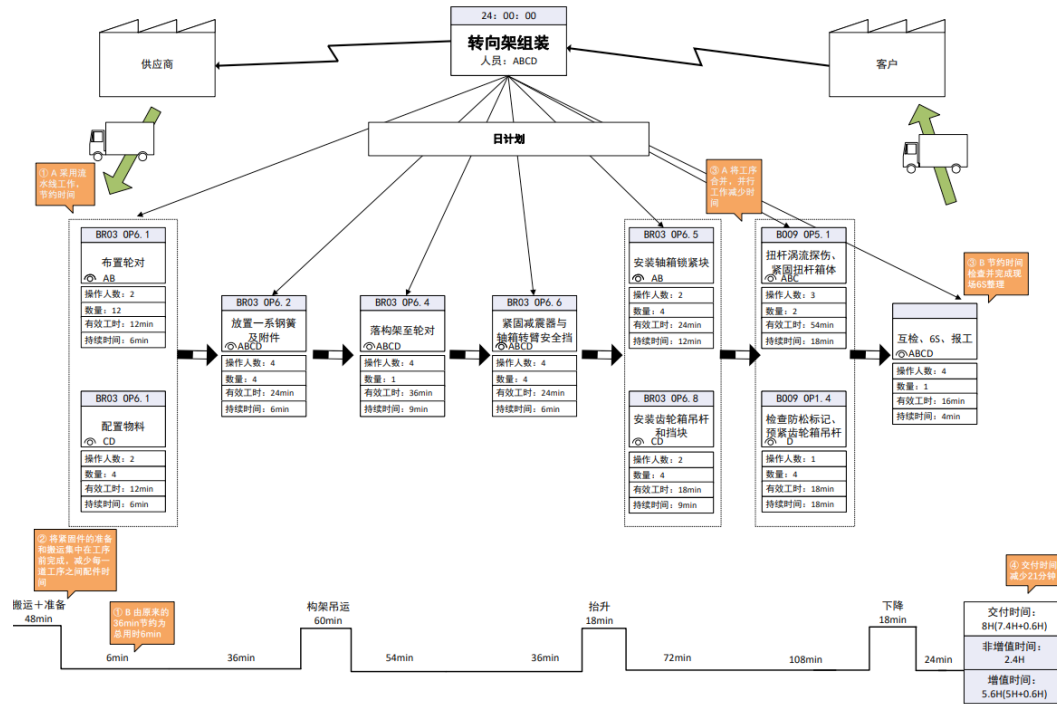 24：00：00
转向架组装
人员：ABCD
供应商
客户
日计划
① A 采用流
水线工作，
节约时间
③ A 将工序
合并、并行
工作减少时
间
③ B 节约时间
检查并完成现
场6S整理
BR03 OP6.1
布置轮对
AB
操作人数：2
数量：12
有效工时：12min
持续时间：6min
BR03 OP6.1
配置物料
CD
操作人数：2
数量：4
有效工时：12min
持续时间：6min
BR03 OP6.2
放置一系钢簧
及附件
ABCD
操作人数：4
数量：4
有效工时：24min
持续时间：6min
BR03 OP6.4
落构架至轮对
ABCD
操作人数：4
数量：1
有效工时：36min
持续时间：9min
BR03 OP6.6
紧固减震器与
轴箱转臂安全挡
ABCD
操作人数：4
数量：4
有效工时：24min
持续时间：6min
BR03 OP6.5
安装轴箱锁紧块
AB
操作人数：2
数量：4
有效工时：24min
持续时间：12min
BR03 OP6.8
安装齿轮箱吊杆
和挡块
CD
操作人数：2
数量：4
有效工时：18min
持续时间：9min
B009 OP5.1
扭杆涡流探伤、
紧固扭杆箱体
ABC
操作人数：3
数量：2
有效工时：54min
持续时间：18min
B009 OP1.4
检查防松标记、
预紧齿轮箱吊杆
D
操作人数：1
数量：4
有效工时：18min
持续时间：18min
互检、6S、报工
ABCD
操作人数：4
数量：1
有效工时：16min
持续时间：4min
② 将紧固件的准备
和搬运集中在工序
前完成，减少每一
道工序之间配件时
间
① B 由原来的
36min节约为
总用时6min
④ 交付时间
减少21分钟
搬运＋准备
48min
6min
36min
构架吊运
60min
54min
36min
抬升
18min
72min
108min
下降
18min
24min
交付时间：
8H(7.4H+0.6H)
非增值时间：
2.4H
增值时间：
5.6H(5H+0.6H)